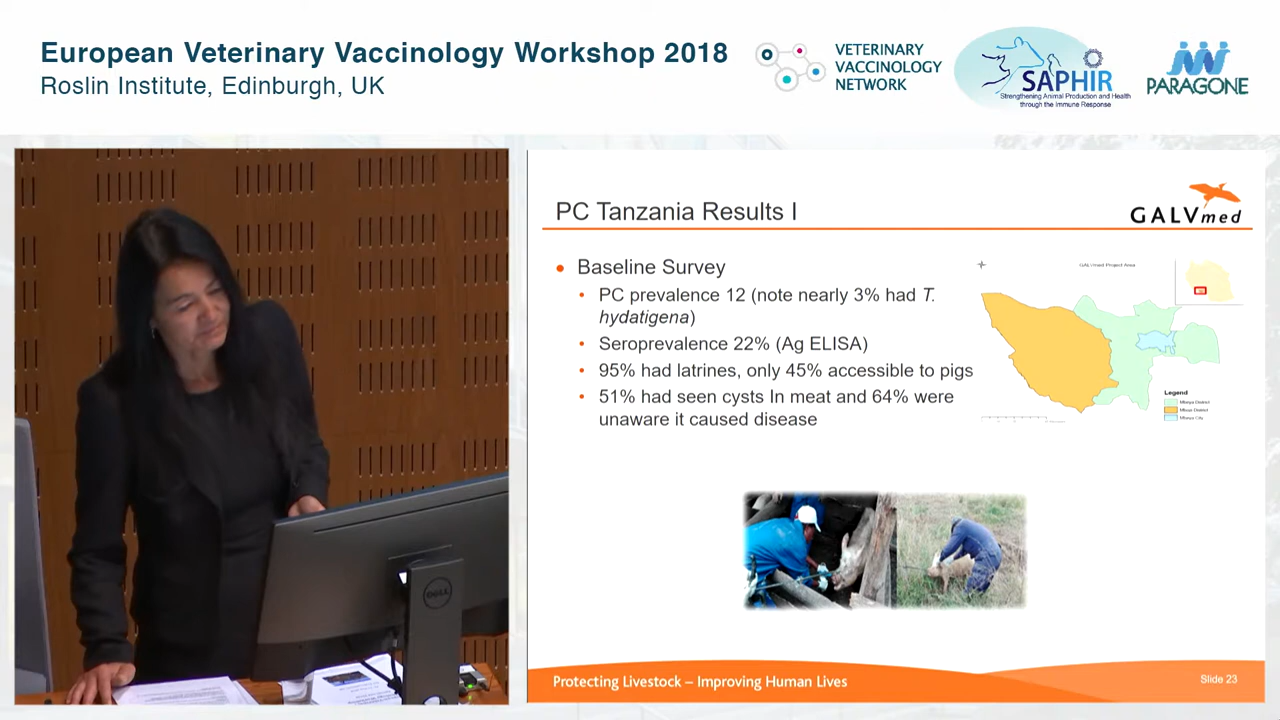 European Veterinary Vaccinology Workshop 2018
Roslin Institute, Edinburgh, UK
VETERINARY
VACCINOLOGY
NETWORK
SAPHIR
Strengthening Animal Production and Health
through the Immune Response
PARAGONE
PC Tanzania Results I
GALVmed
• Baseline Survey
• PC prevalence 12 (note nearly 3% had T.
hydatigena)
• Seroprevalence 22% (Ag ELISA)
• 95% had latrines, only 45% accessible to pigs
• 51% had seen cysts In meat and 64% were
unaware it caused disease
GALVmed Project Area
Legend
DELL
Protecting Livestock – Improving Human Lives
Slide 23